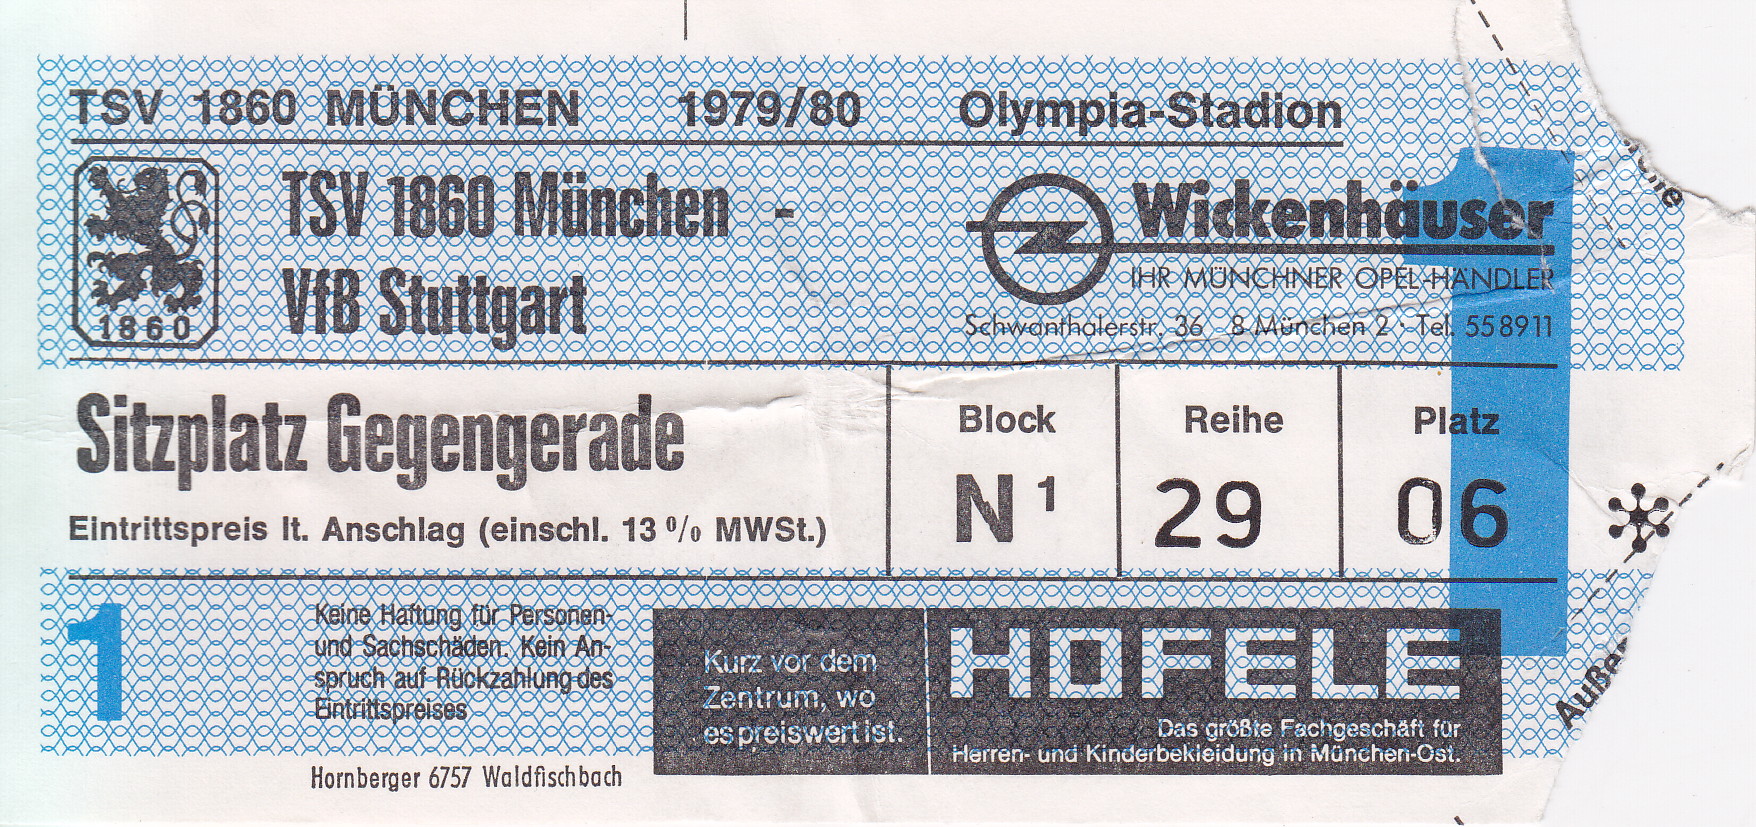 TSV 1860 MÜNCHEN 1979/80 Olympia-Stadion
TSV 1860 München -
VfB Stuttgart
1860
Wickenhäuser
IHR MÜNCHNER OPEL-HÄNDLER
Schwanthalerstr. 36 8 München 2 · Tel. 558911
1
Sitzplatz Gegengerade
Eintrittspreis lt. Anschlag (einschl. 13 % MWSt.)
Block Reihe Platz
N 1 29 06
1
Keine Haftung für Personen-
und Sachschäden. Kein An-
spruch auf Rückzahlung des
Eintrittspreises
Kurz vor dem
Zentrum, wo
es preiswert ist.
HOFELE
Das größte Fachgeschäft für
Herren- und Kinderbekleidung in München-Ost.
Hornberger 6757 Waldfischbach